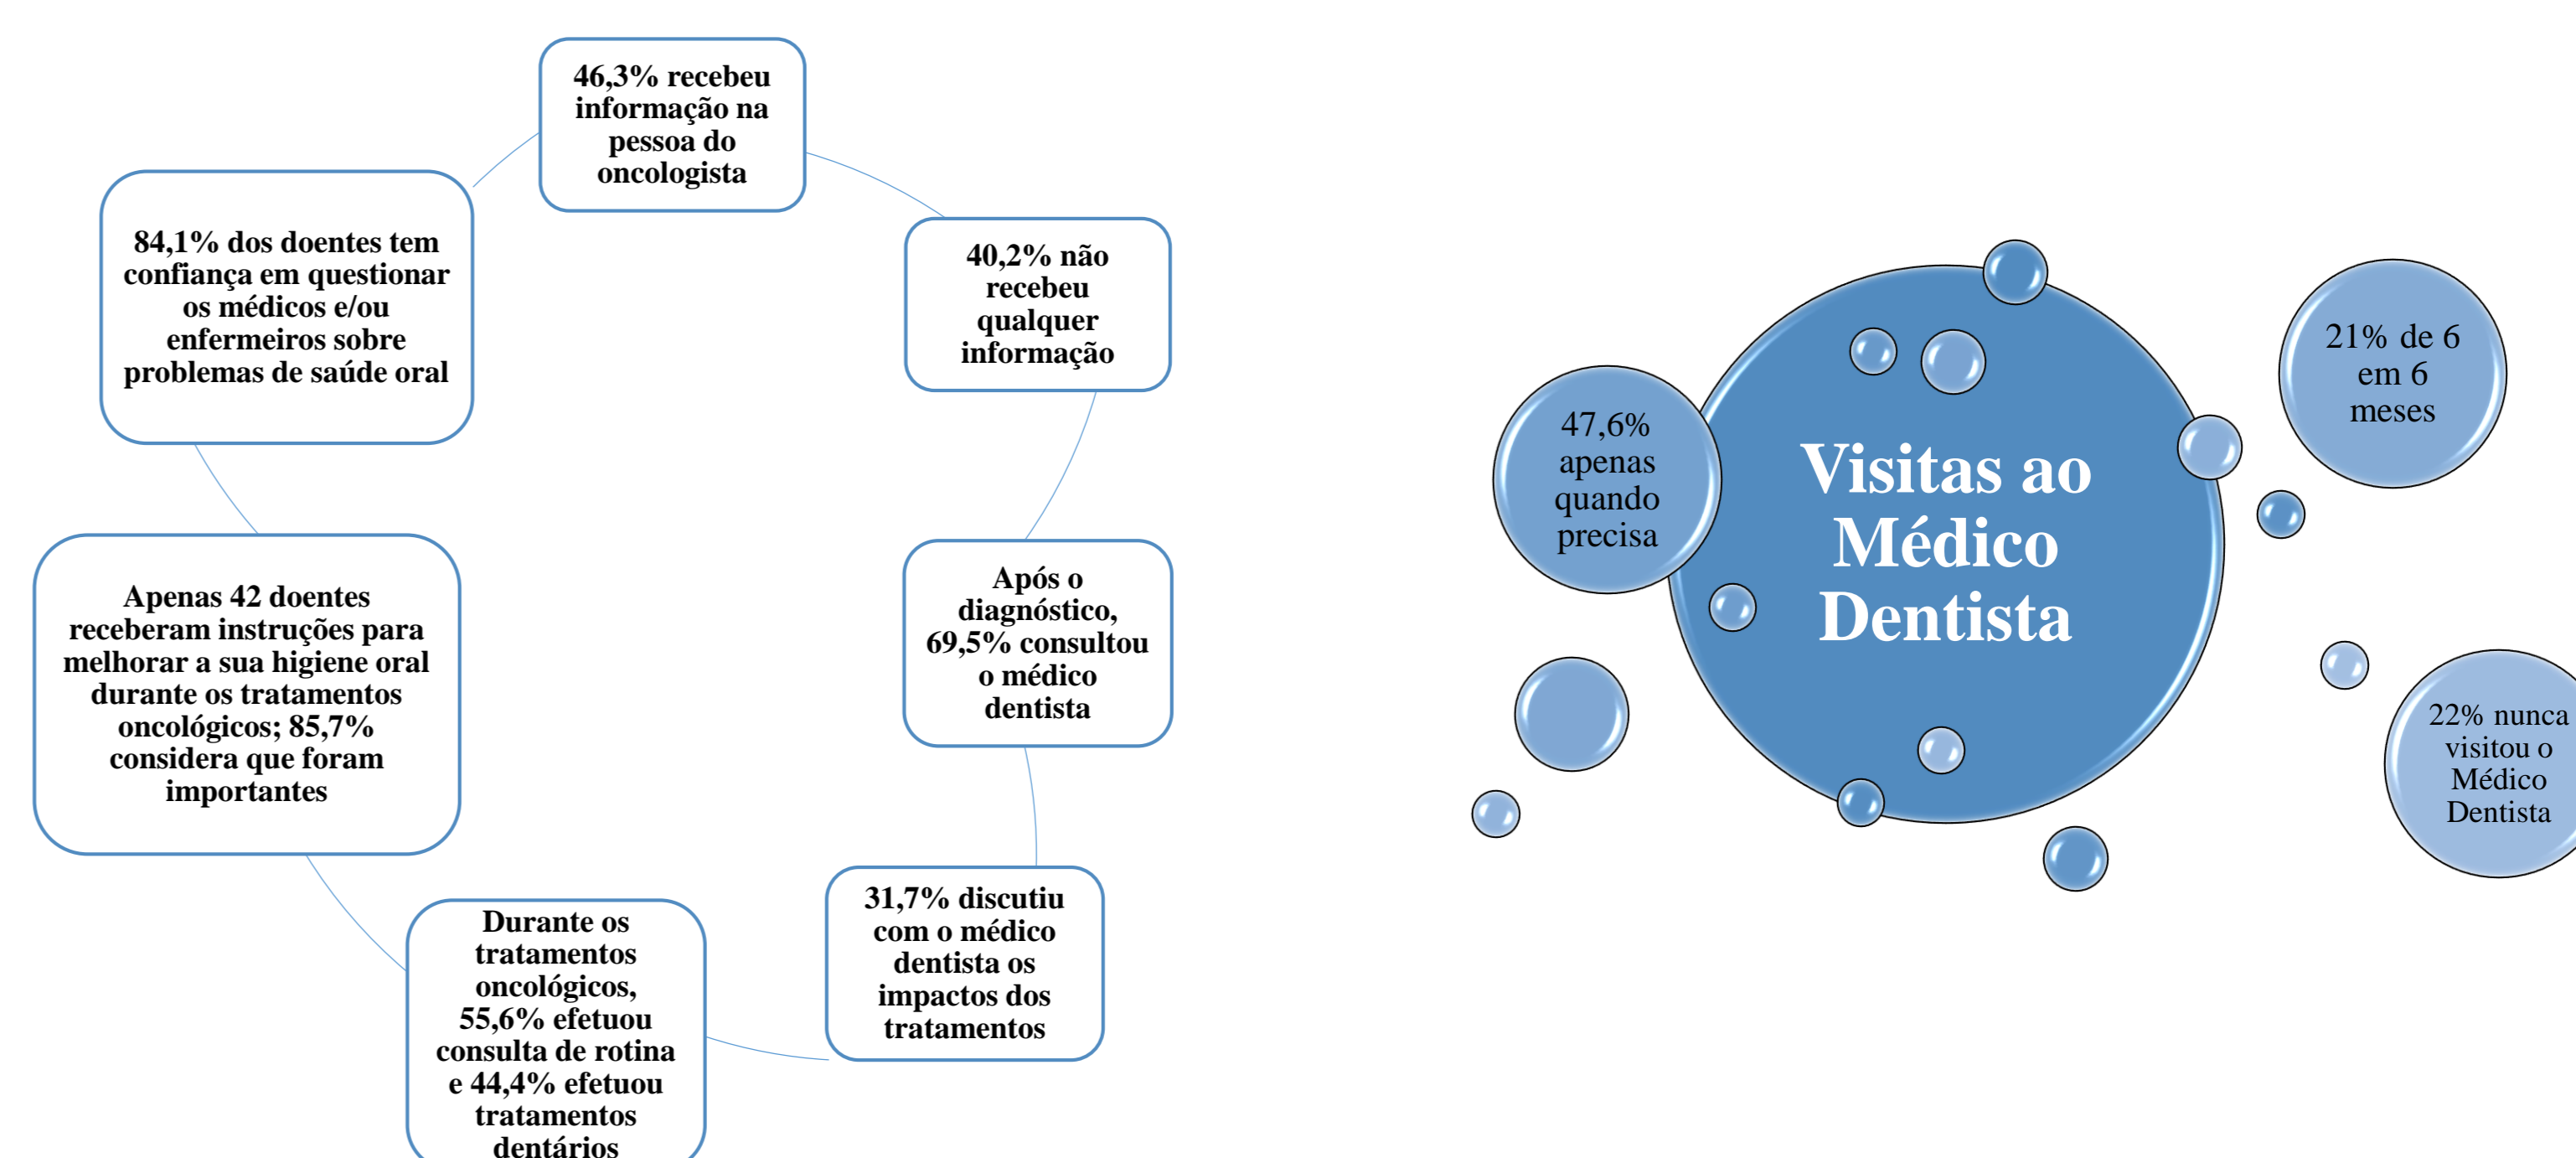 46,3% recebeu
informação na
pessoa do
oncologista
40,2% não
recebeu
qualquer
informação
Após o
diagnóstico,
69,5% consultou
o médico
dentista
31,7% discutiu
com o médico
dentista os
impactos dos
tratamentos
Durante os
tratamentos
oncológicos,
55,6% efetuou
consulta de rotina
e 44,4% efetuou
tratamentos
dentários
Apenas 42 doentes
receberam instruções para
melhorar a sua higiene oral
durante os tratamentos
oncológicos; 85,7%
considera que foram
importantes
84,1% dos doentes tem
confiança em questionar
os médicos e/ou
enfermeiros sobre
problemas de saúde oral
Visitas ao
Médico
Dentista
47,6%
apenas
quando
precisa
21% de 6
em 6
meses
22% nunca
visitou o
Médico
Dentista